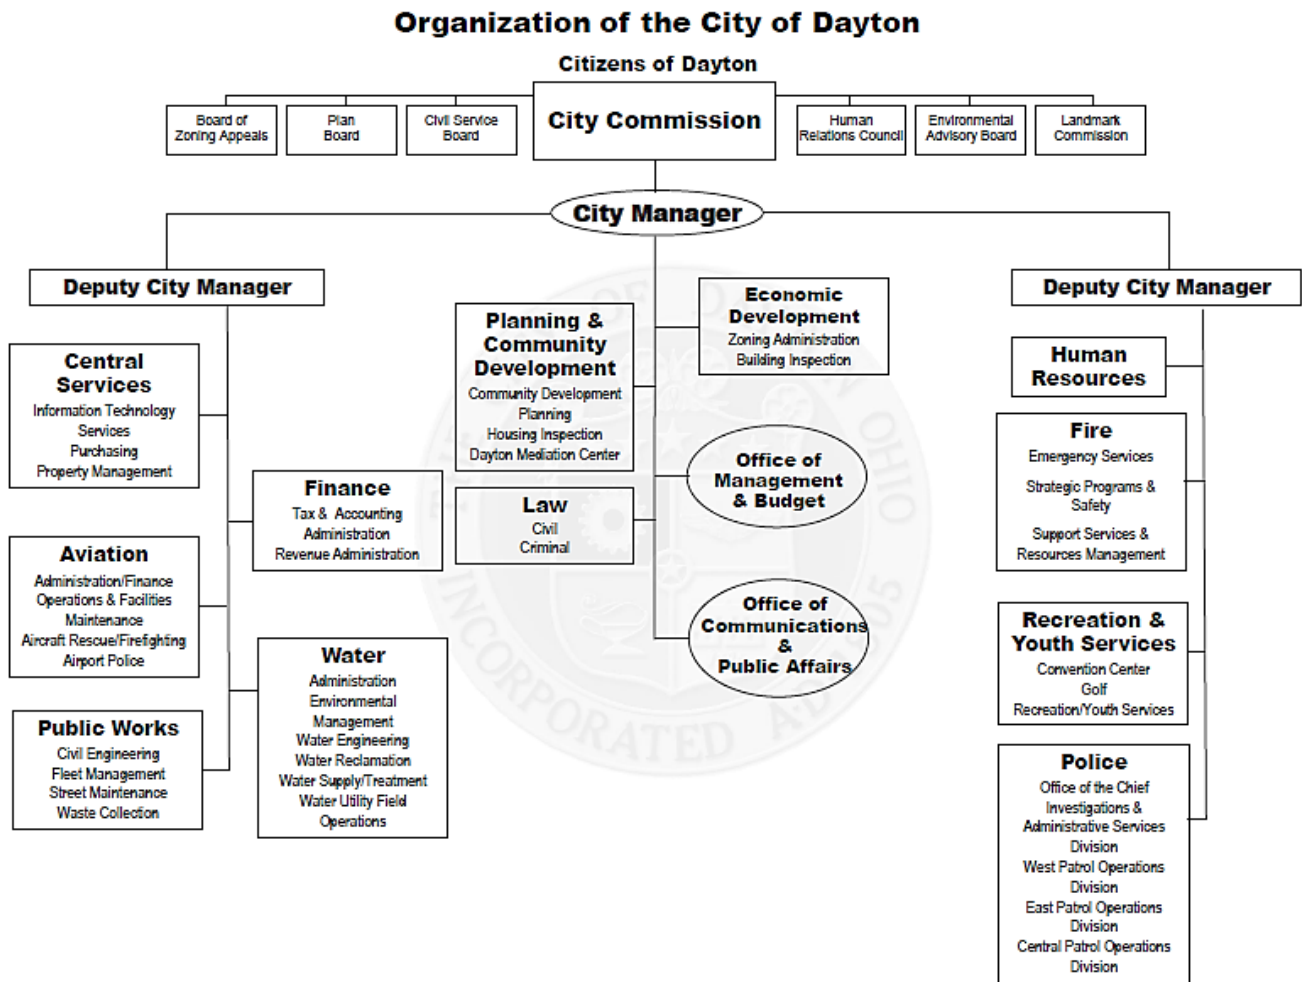 Organization of the City of Dayton
Citizens of Dayton
City Commission
Board of
Zoning Appeals
Plan
Board
Civil Service
Board
Human
Relations Council
Environmental
Advisory Board
Landmark
Commission
City Manager
Deputy City Manager
Central
Services
Information Technology
Services
Purchasing
Property Management
Finance
Tax & Accounting
Administration
Revenue Administration
Aviation
Administration/Finance
Operations & Facilities
Maintenance
Aircraft Rescue/Firefighting
Airport Police
Water
Administration
Environmental
Management
Water Engineering
Water Reclamation
Water Supply/Treatment
Water Utility Field
Operations
Public Works
Civil Engineering
Fleet Management
Street Maintenance
Waste Collection
Planning &
Community
Development
Community Development
Planning
Housing Inspection
Dayton Mediation Center
Law
Civil
Criminal
Economic
Development
Zoning Administration
Building Inspection
Office of
Management
& Budget
Office of
Communications
&
Public Affairs
Deputy City Manager
Human
Resources
Fire
Emergency Services
Strategic Programs &
Safety
Support Services &
Resources Management
Recreation &
Youth Services
Convention Center
Golf
Recreation/Youth Services
Police
Office of the Chief
Investigations &
Administrative Services
Division
West Patrol Operations
Division
East Patrol Operations
Division
Central Patrol Operations
Division
OHIO
INCORPORATED AD 1805